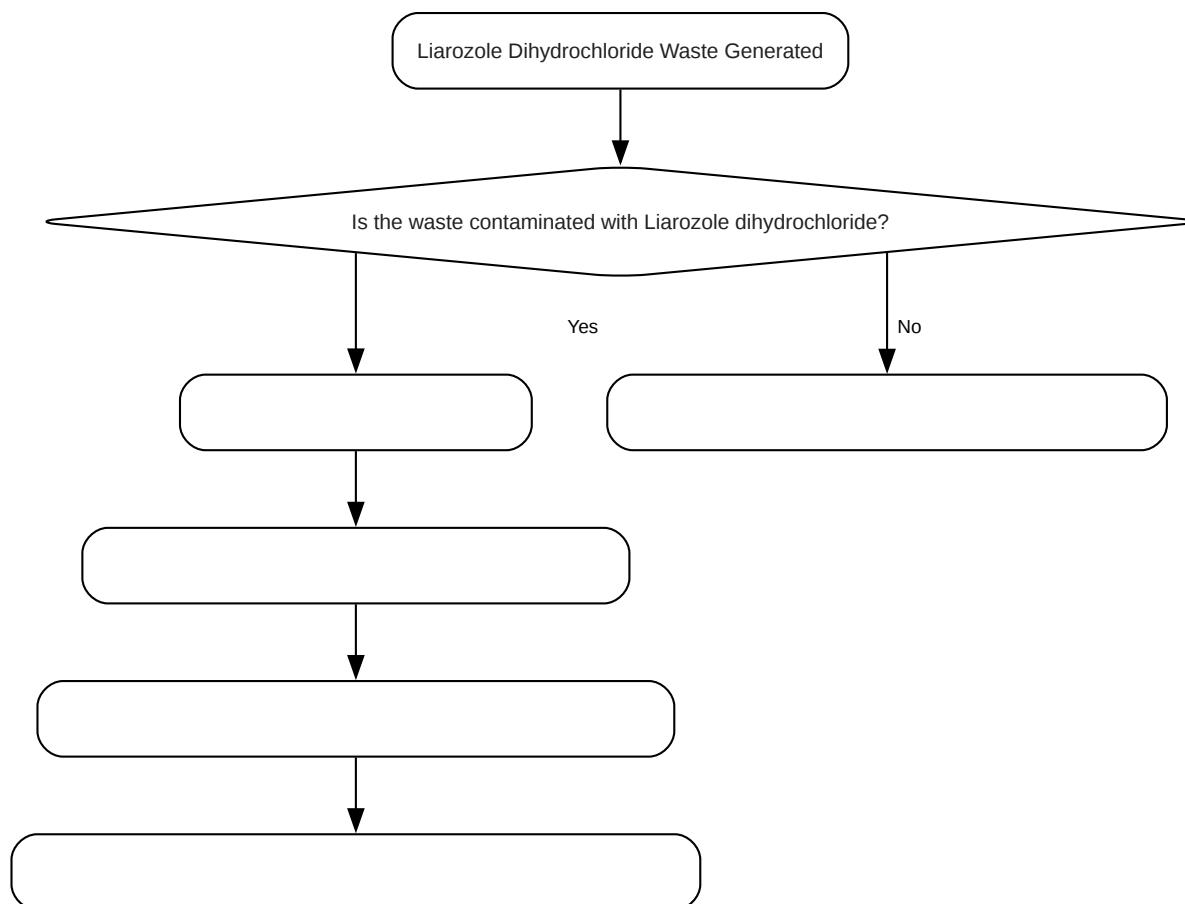 Liarozole Dihydrochloride Waste Generated
Is the waste contaminated with Liarozole dihydrochloride?
Yes
No